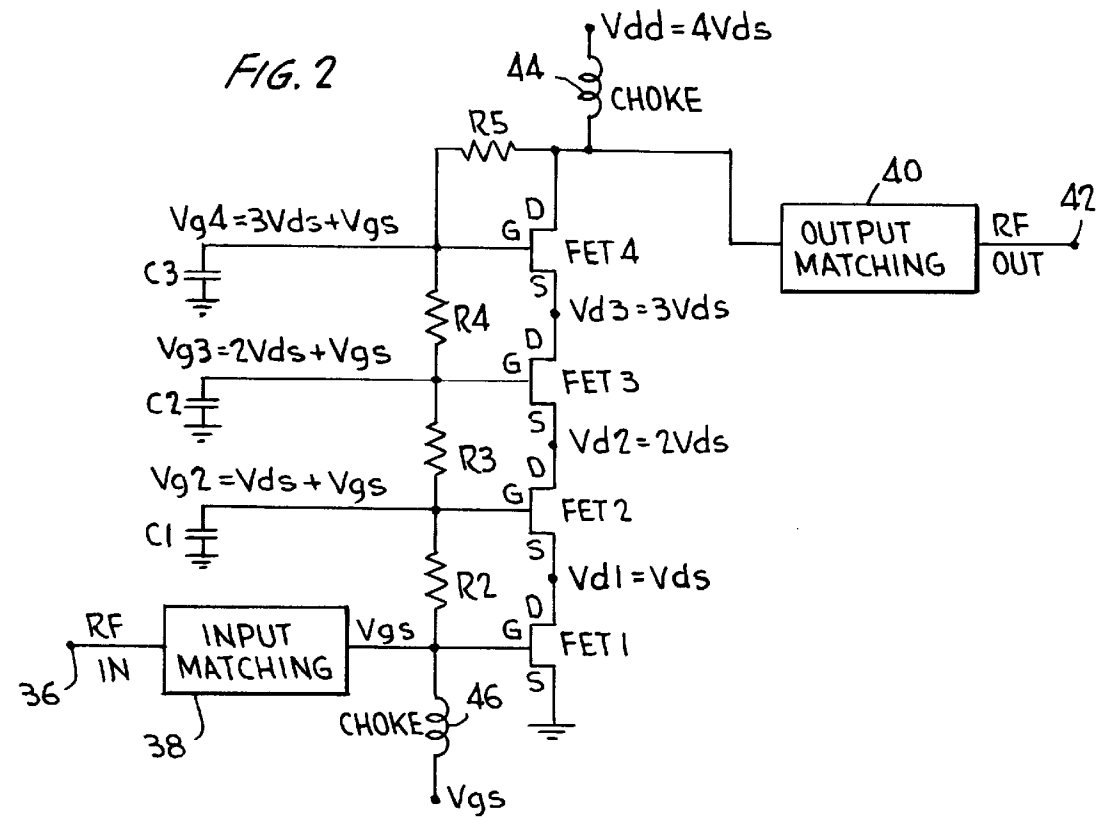 Vdd=4Vds
FIG. 2
44
CHOKE
R5
40
42
Vg4=3Vds+Vgs
D
G
FET 4
S
OUTPUT
MATCHING
RF
OUT
C3
R4
Vd3=3Vds
Vg3=2Vds+Vgs
D
G
FET 3
S
C2
R3
Vd2=2Vds
Vg2=Vds+Vgs
D
G
FET 2
S
C1
R2
Vd1=Vds
RF
IN
INPUT
MATCHING
Vgs
D
G
FET 1
S
36
38
CHOKE
46
Vgs